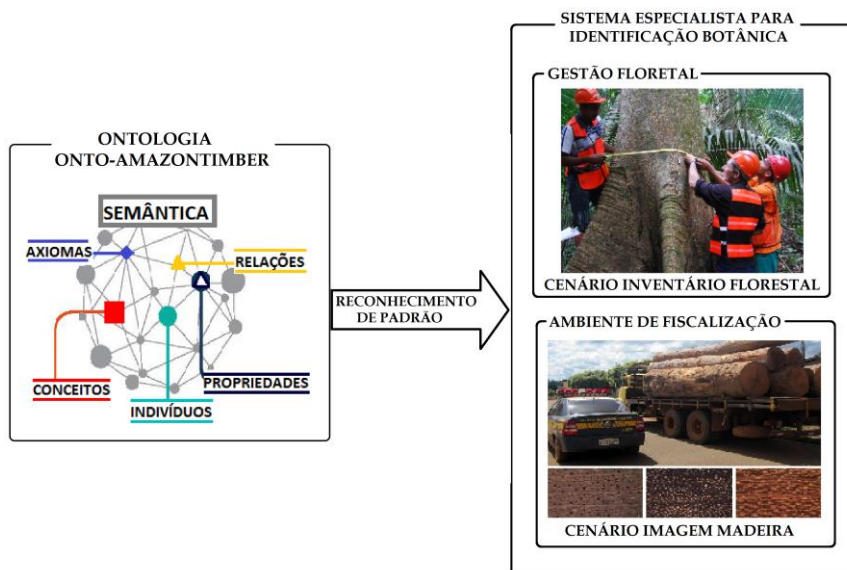 ONTOLOGIA
ONTO-AMAZONTIMBER
SEMÂNTICA
AXIOMAS
RELAÇÕES
CONCEITOS
PROPRIEDADES
INDIVÍDUOS
RECONHECIMENTO
DE PADRÃO
SISTEMA ESPECIALISTA PARA
IDENTIFICAÇÃO BOTÂNICA
GESTÃO FLORETAL
CENÁRIO INVENTÁRIO FLORESTAL
AMBIENTE DE FISCALIZAÇÃO
CENÁRIO IMAGEM MADEIRA